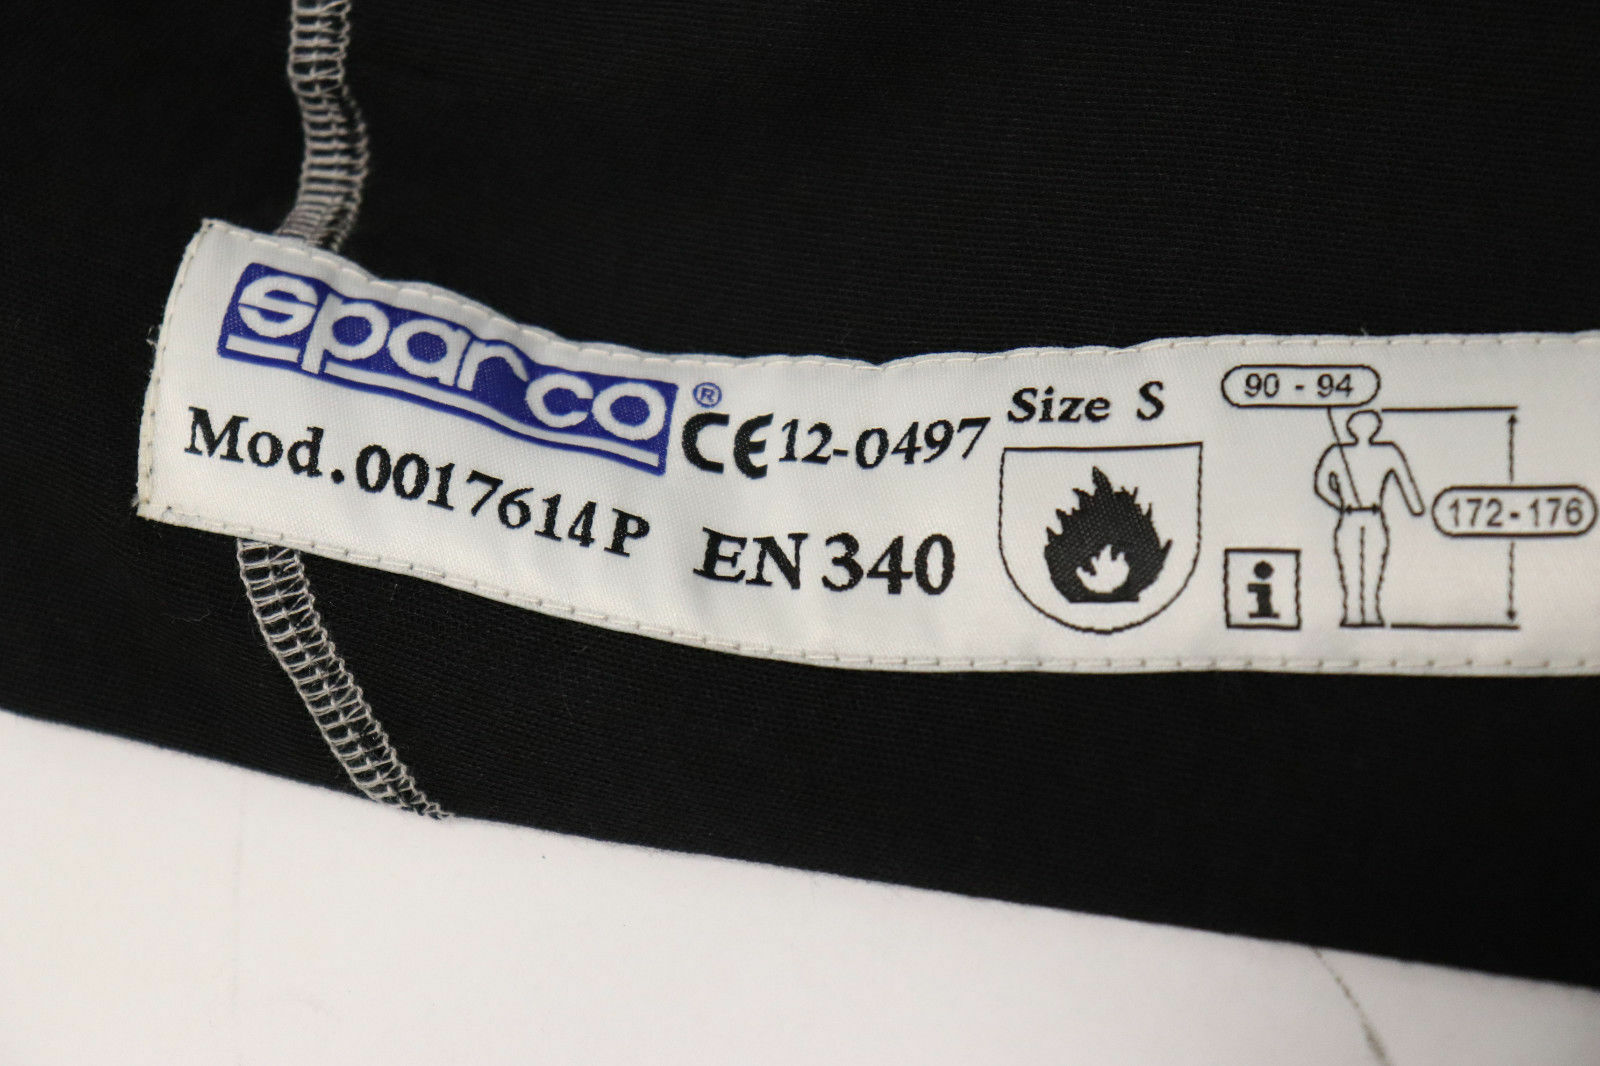 sparco ®
Mod.0017614P
CE 12-0497
EN 340
Size S
90 - 94
172 - 176
i